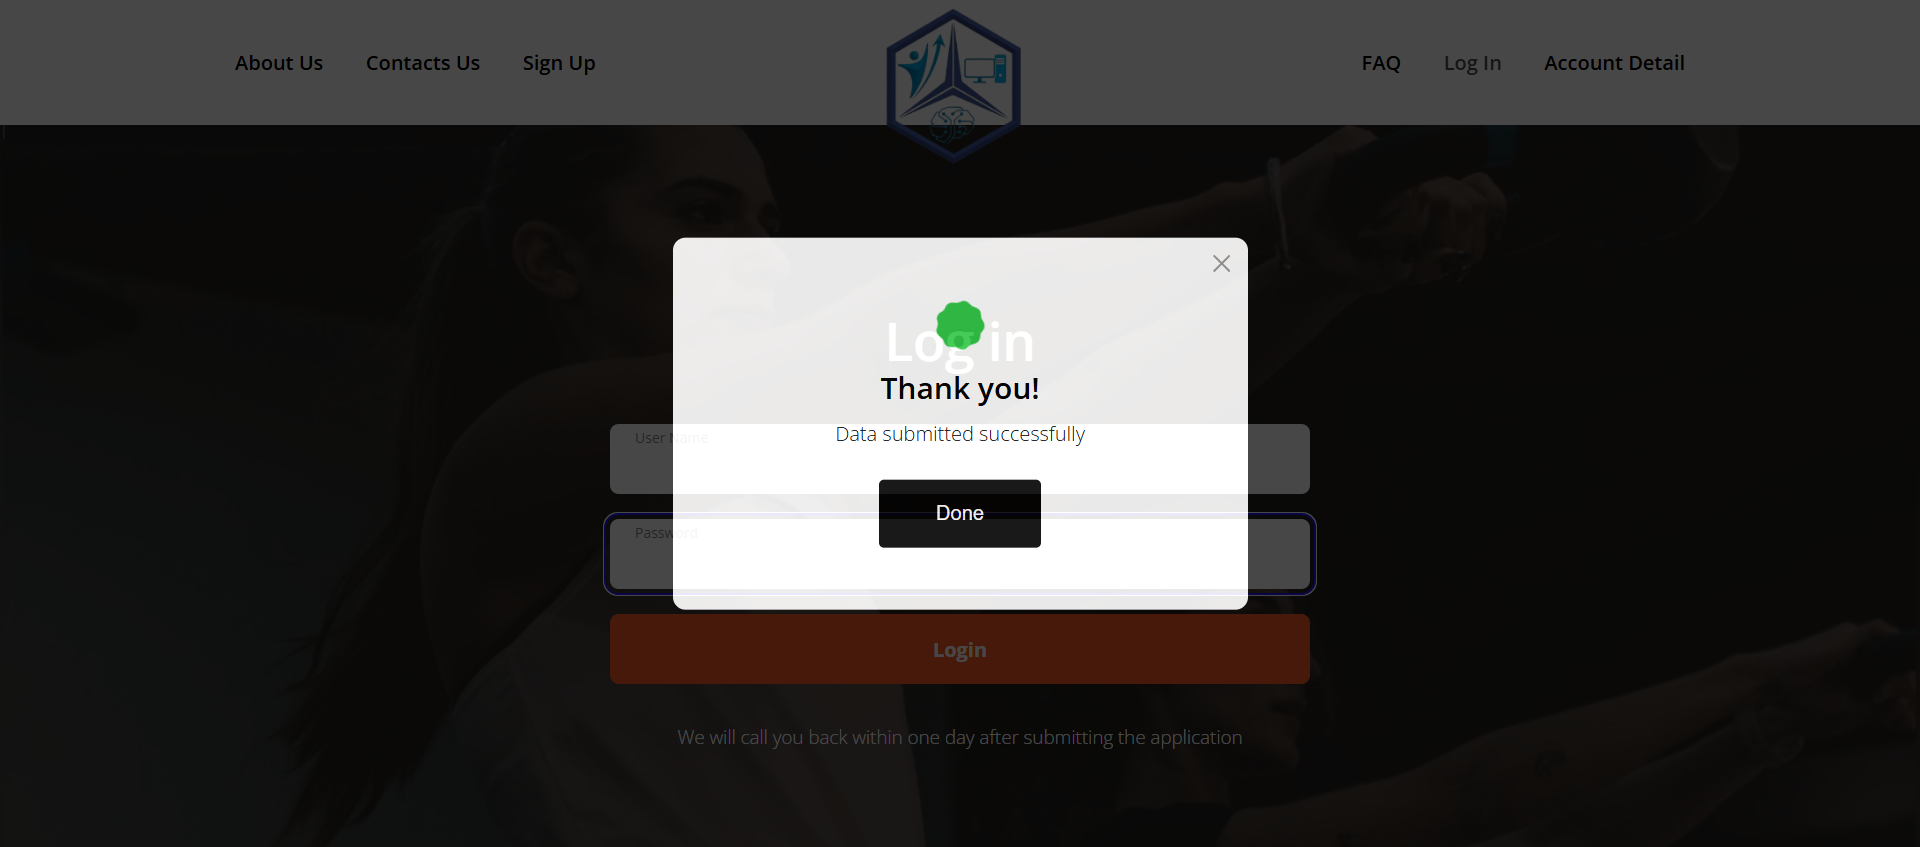 About Us
Contacts Us
Sign Up
FAQ
Log In
Account Detail
Log in
Thank you!
Data submitted successfully
User Name
Done
Password
Login
We will call you back within one day after submitting the application